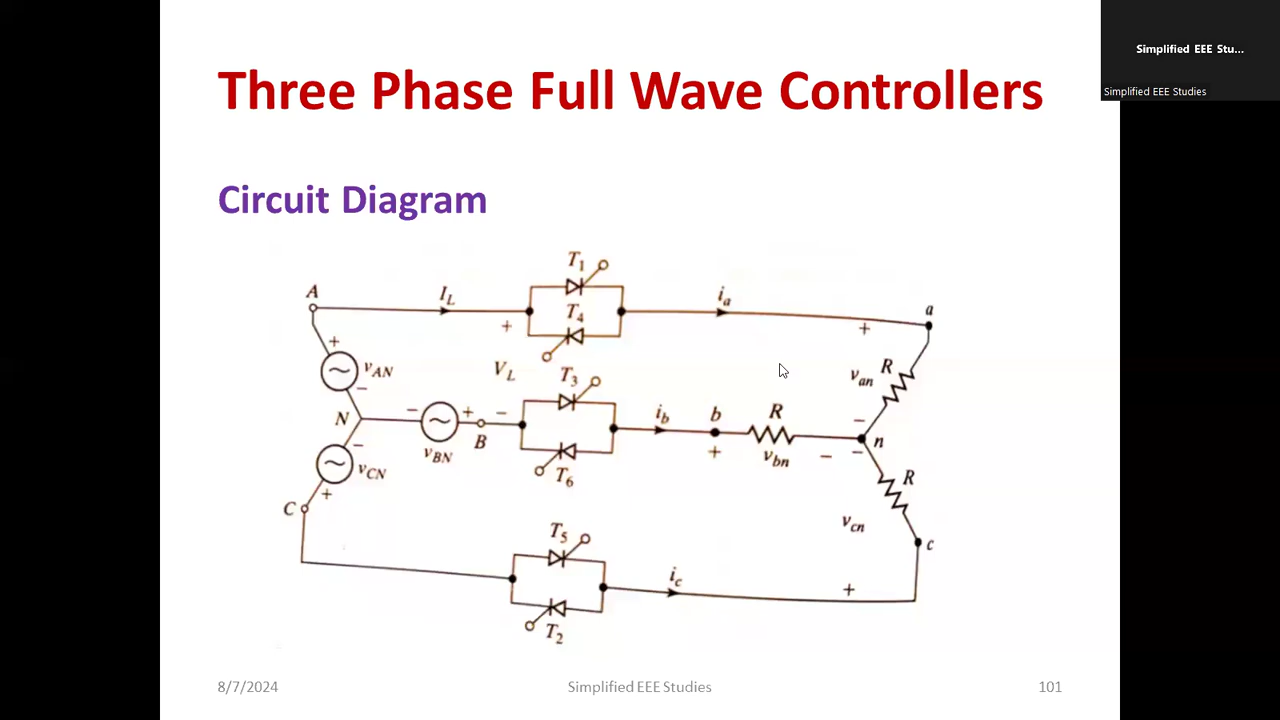 Simplified EEE Stu...
Simplified EEE Studies
Three Phase Full Wave Controllers
Circuit Diagram
T1
A
IL
T4
ia
a
+
+
+
vAN
VL
T3
van
R
−
N
−
+
−
B
vBN
ib
b
R
−
n
+
vbn
−
−
−
vCN
+
T6
R
C
vcn
T5
c
ic
+
T2
8/7/2024
Simplified EEE Studies
101